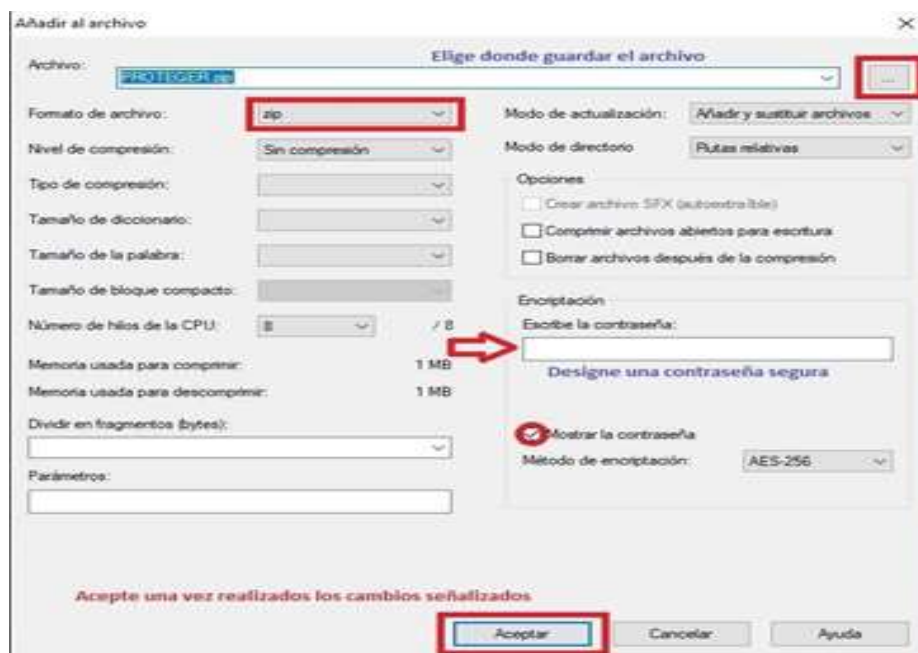 Añadir al archivo
Elige donde guardar el archivo
Archivo:
PROTEGER.zip
...
Formato de archivo:
zip
Modo de actualización:
Añadir y sustituir archivos
Nivel de compresión:
Sin compresión
Modo de directorio
Rutas relativas
Tipo de compresión:
Opciones
Crear archivo SFX (autoextraíble)
Tamaño de diccionario:
Comprimir archivos abiertos para escritura
Tamaño de la palabra:
Borrar archivos después de la compresión
Tamaño de bloque compacto:
Encriptación
Número de hilos de la CPU:
8
/ 8
Escribe la contraseña:
Memoria usada para comprimir:
1 MB
Designe una contraseña segura
Memoria usada para descomprimir:
1 MB
Dividir en fragmentos (bytes):
Mostrar la contraseña
Método de encriptación:
AES-256
Parámetros:
Acepte una vez realizados los cambios señalizados
Aceptar
Cancelar
Ayuda